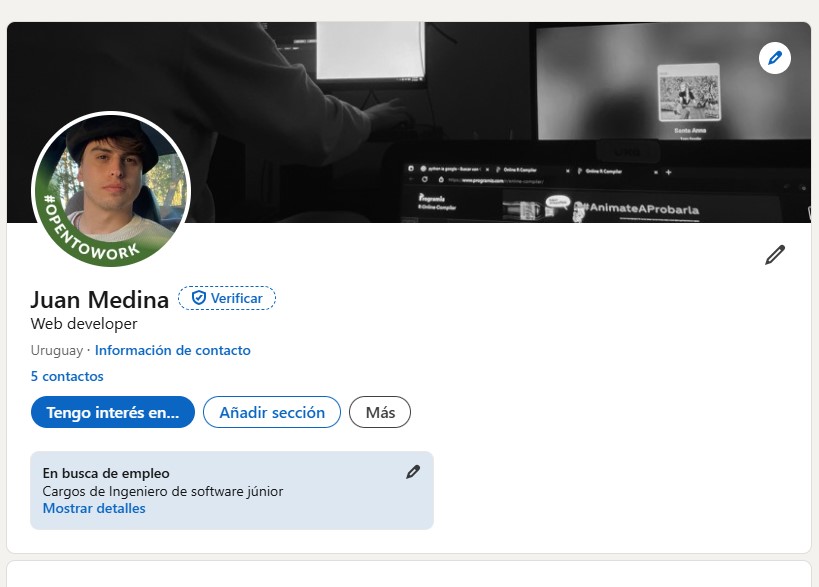 #AnimateAProbarla
#OPENTOWORK
Juan Medina
Verificar
Web developer
Uruguay · Información de contacto
5 contactos
Tengo interés en...
Añadir sección
Más
En busca de empleo
Cargos de Ingeniero de software júnior
Mostrar detalles